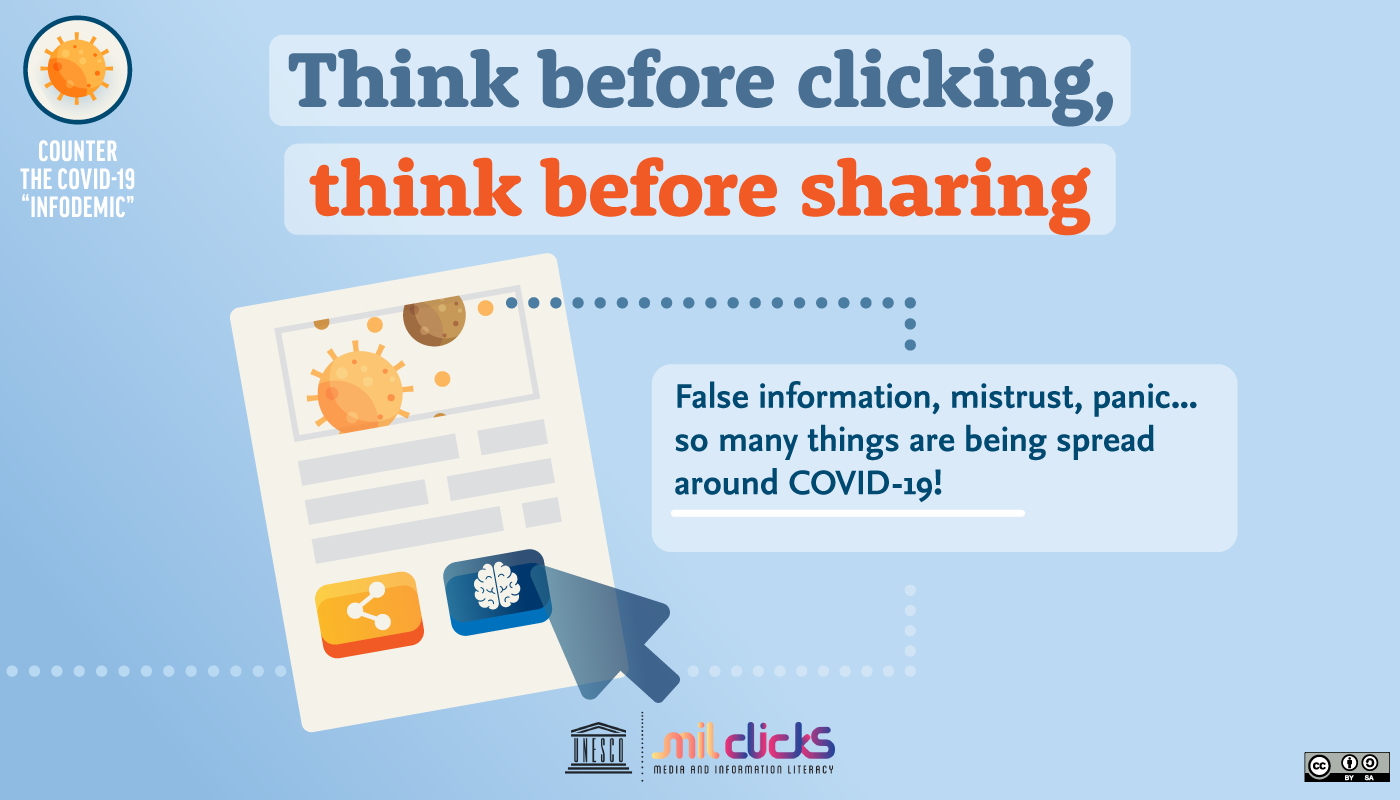 COUNTER
THE COVID-19
“INFODEMIC”
Think before clicking,
think before sharing
False information, mistrust, panic...
so many things are being spread
around COVID-19!
UNESCO
mil clicks
MEDIA AND INFORMATION LITERACY
cc
BY SA